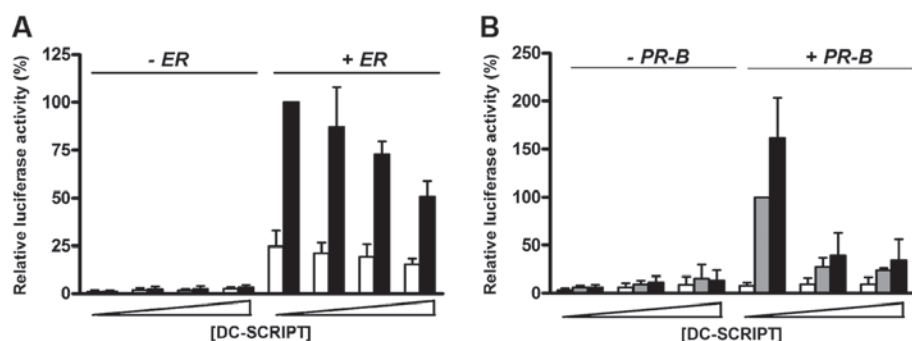 A
Relative luciferase activity (%)
125
100
75
50
25
0
- ER
+ ER
[DC-SCRIPT]
B
Relative luciferase activity (%)
250
200
150
100
50
0
- PR-B
+ PR-B
[DC-SCRIPT]